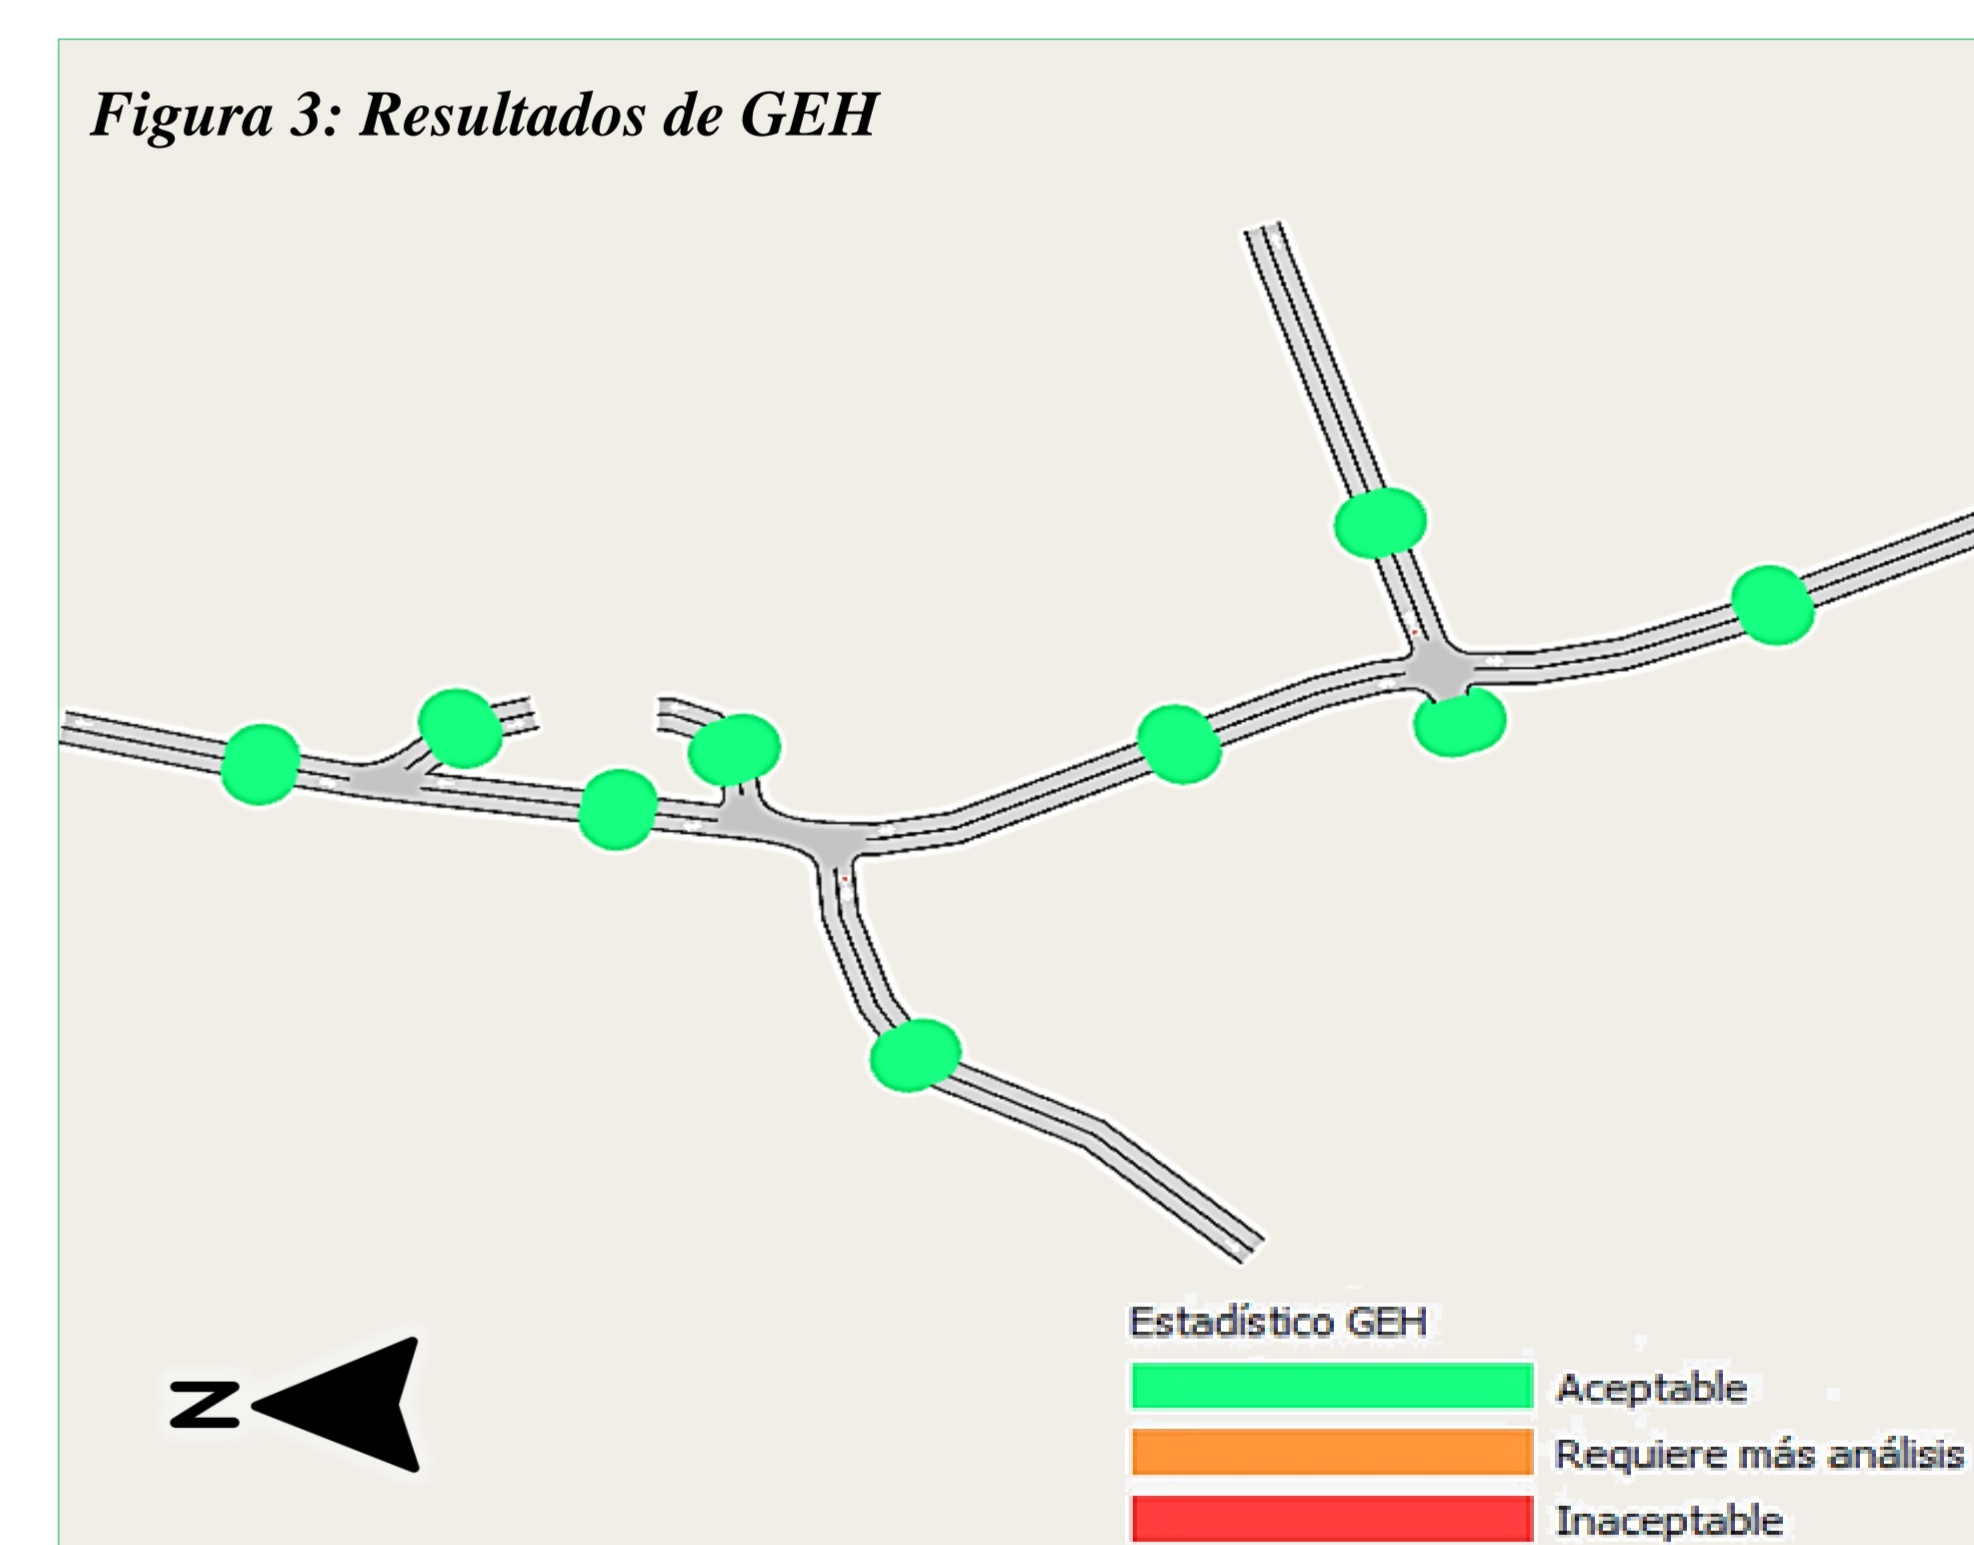 Figura 3: Resultados de GEH
N
Estadístico GEH
Aceptable
Requiere más análisis
Inaceptable